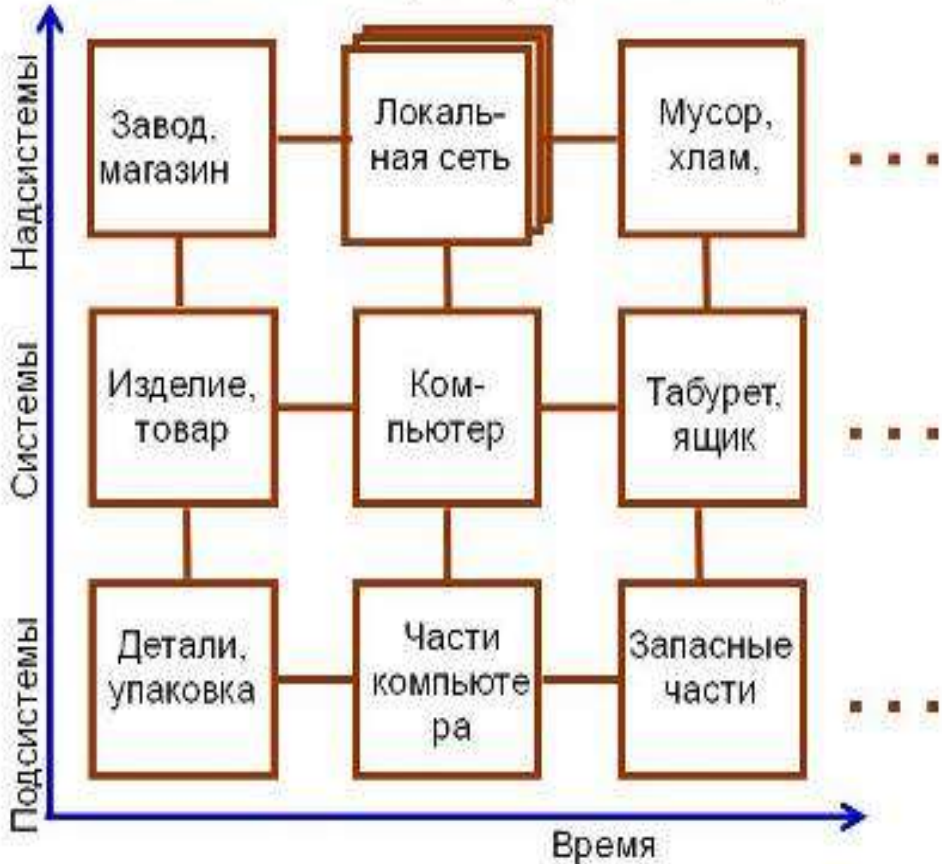 Надсистемы
Завод,
магазин
Локаль-
ная сеть
Мусор,
хлам,
Системы
Изделие,
товар
Ком-
пьютер
Табурет,
ящик
Подсистемы
Детали,
упаковка
Части
компьюте
ра
Запасные
части
Время